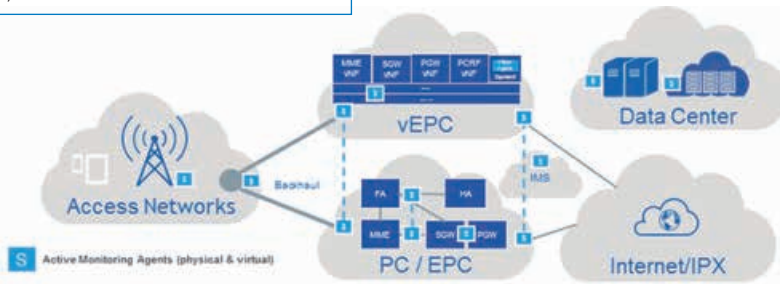 MME
VNF
SGW
VNF
PGW
VNF
PCRF
VNF
vEPC
Data Center
Access Networks
Backhaul
IMS
FA
HA
MME
SGW
PGW
PC / EPC
Internet/IPX
S Active Monitoring Agents (physical & virtual)